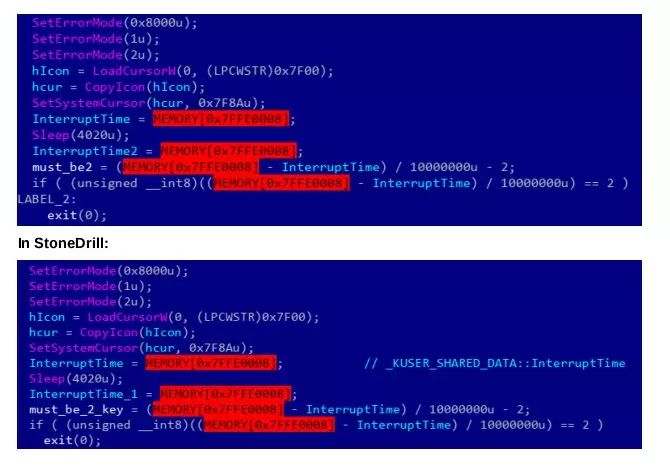 SetErrorMode(0x8000u);
SetErrorMode(1u);
SetErrorMode(2u);
hIcon = LoadCursorW(0, (LPCWSTR)0x7F00);
hcur = CopyIcon(hIcon);
SetSystemCursor(hcur, 0x7F8Au);
InterruptTime = MEMORY[0x7FFE0008];
Sleep(4020u);
InterruptTime2 = MEMORY[0x7FFE0008];
must_be2 = (MEMORY[0x7FFE0008] - InterruptTime) / 10000000u - 2;
if ( (unsigned __int8)((MEMORY[0x7FFE0008] - InterruptTime) / 10000000u) == 2 )
LABEL_2:
exit(0);
In StoneDrill:
SetErrorMode(0x8000u);
SetErrorMode(1u);
SetErrorMode(2u);
hIcon = LoadCursorW(0, (LPCWSTR)0x7F00);
hcur = CopyIcon(hIcon);
SetSystemCursor(hcur, 0x7F8Au);
InterruptTime = MEMORY[0x7FFE0008]; // _KUSER_SHARED_DATA::InterruptTime
Sleep(4020u);
InterruptTime_1 = MEMORY[0x7FFE0008];
must_be_2_key = (MEMORY[0x7FFE0008] - InterruptTime) / 10000000u - 2;
if ( (unsigned __int8)((MEMORY[0x7FFE0008] - InterruptTime) / 10000000u) == 2 )
exit(0);